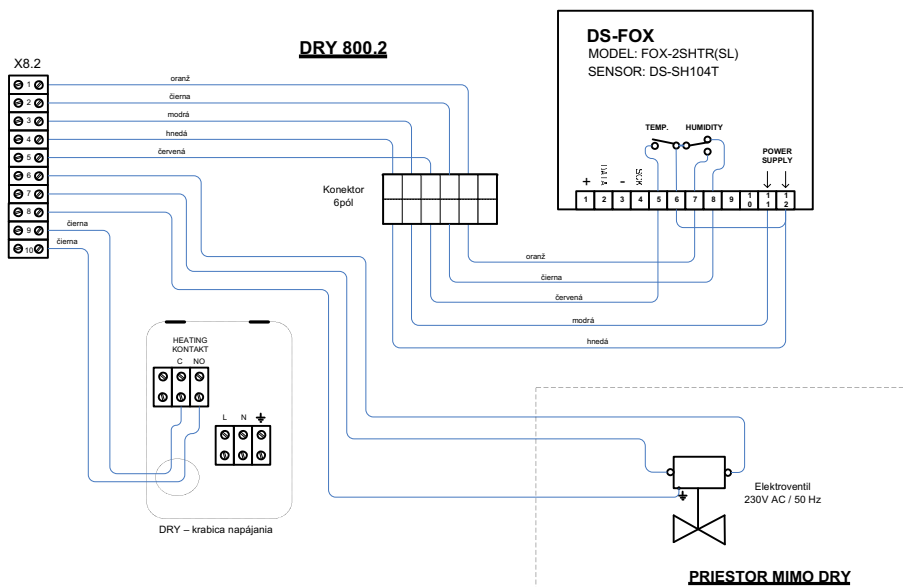 DRY 800.2
DS-FOX
MODEL: FOX-2SHTR(SL)
SENSOR: DS-SH104T
X8.2
1
2
3
4
5
6
7
8
9
10
oranž
čierna
modrá
hnedá
červená
čierna
čierna
Konektor
6pól
TEMP.
HUMIDITY
POWER
SUPPLY
+
DATA
-
SCK
1 2 3 4 5 6 7 8 9 10 11 12
oranž
čierna
červená
modrá
hnedá
HEATING
KONTAKT
C NO
L N
DRY – krabica napájania
Elektroventil
230V AC / 50 Hz
PRIESTOR MIMO DRY